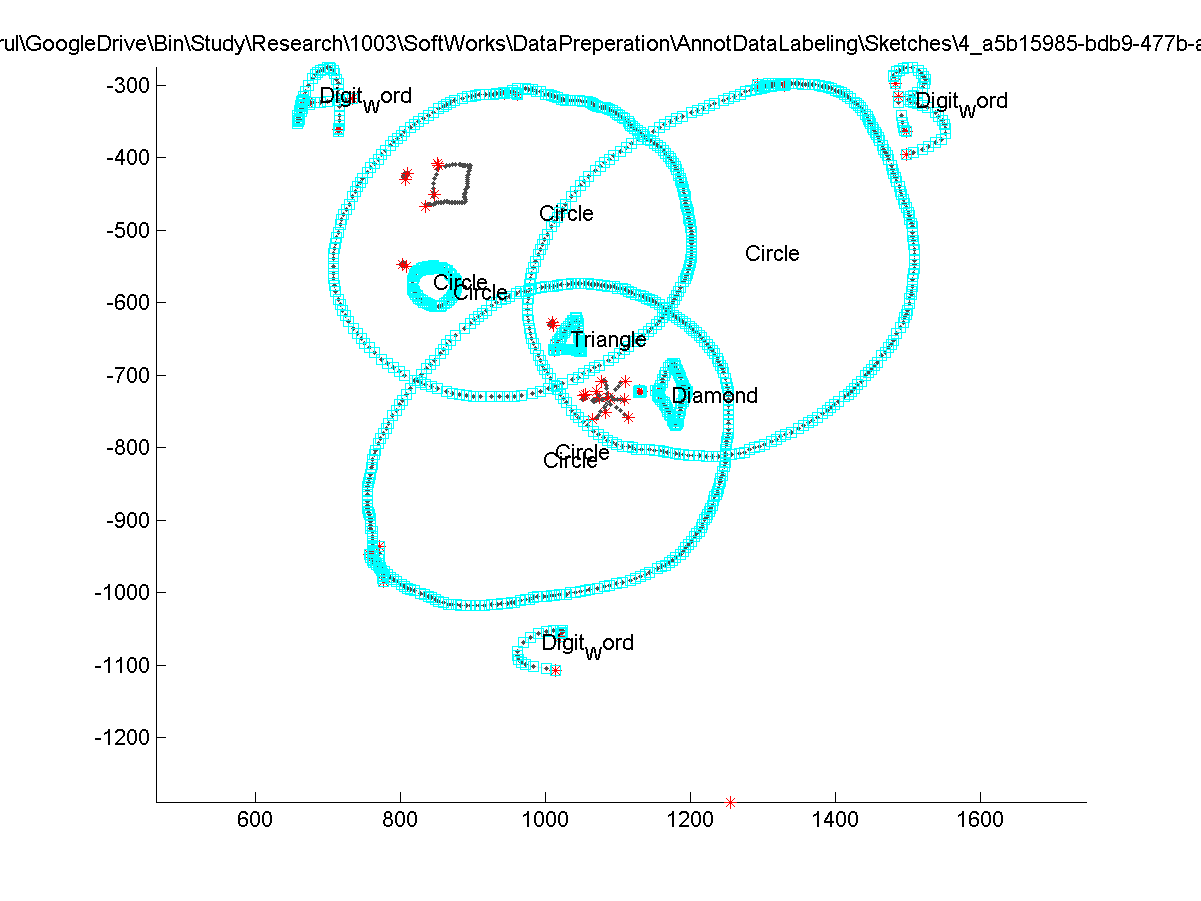 rul\GoogleDrive\Bin\Study\Research\1003\SoftWorks\DataPreperation\AnnotDataLabeling\Sketches\4_a5b15985-bdb9-477b-a
-300
Digit_word
Digit_word
A
B
-400
Circle
-500
Circle
Circle
Circle
-600
Triangle
-700
Diamond
-800
Circle
Circle
-900
-1000
Digit_word
C
-1100
-1200
600 800 1000 1200 1400 1600